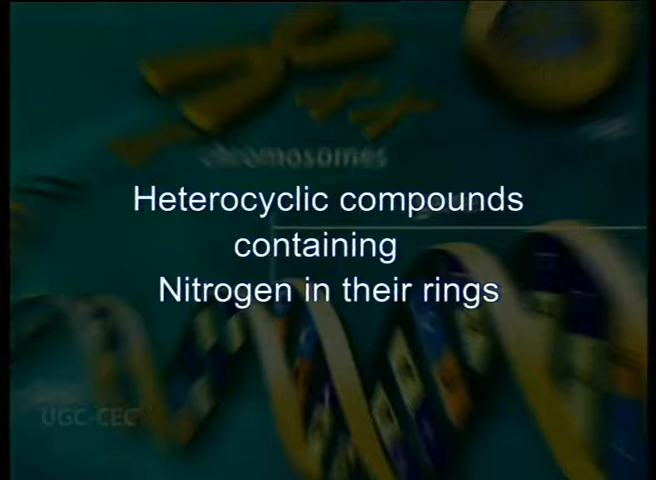 chromosomes
Heterocyclic compounds
containing
Nitrogen in their rings
UGC-CEC